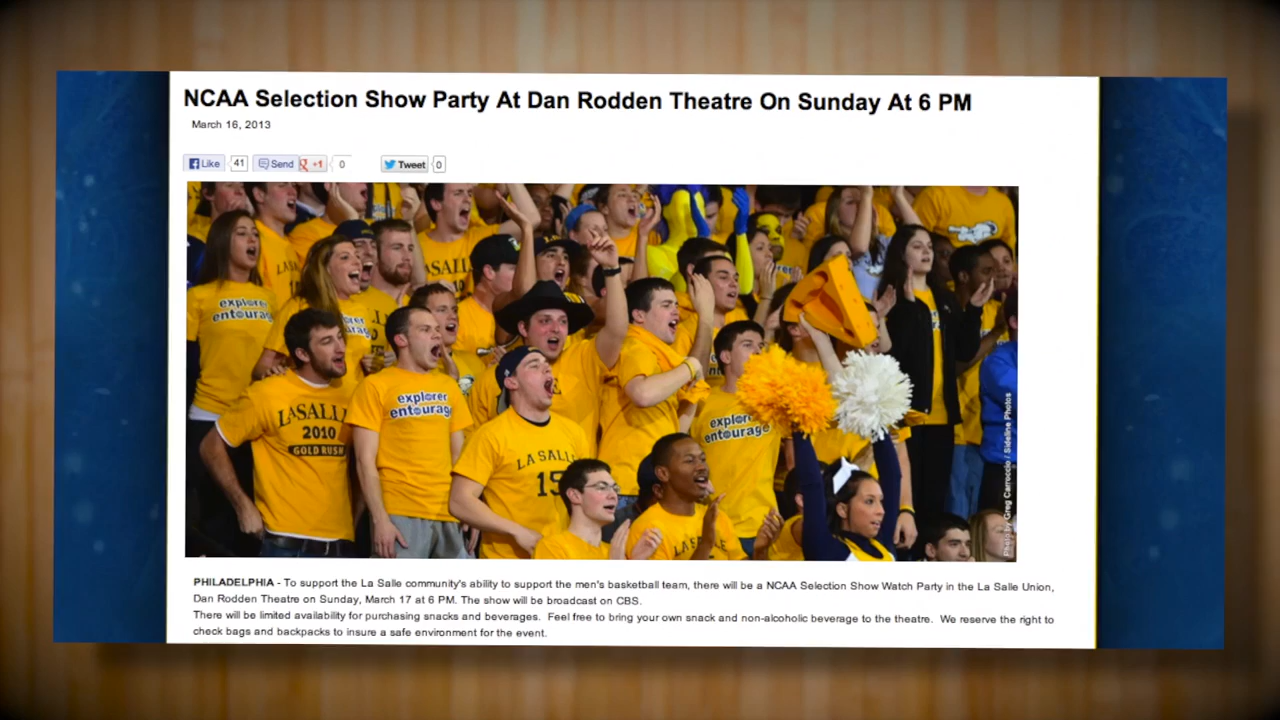 NCAA Selection Show Party At Dan Rodden Theatre On Sunday At 6 PM
March 16, 2013
Like 41 Send +1 0 Tweet 0
explorer
entourage
LASALLE
2010
GOLD RUSH
explorer
entourage
LA SALLE
15
explorer
entourage
LASALLE
Photo by Greg Carroccio / Sideline Photos
PHILADELPHIA - To support the La Salle community's ability to support the men's basketball team, there will be a NCAA Selection Show Watch Party in the La Salle Union,
Dan Rodden Theatre on Sunday, March 17 at 6 PM. The show will be broadcast on CBS.
There will be limited availability for purchasing snacks and beverages. Feel free to bring your own snack and non-alcoholic beverage to the theatre. We reserve the right to
check bags and backpacks to insure a safe environment for the event.